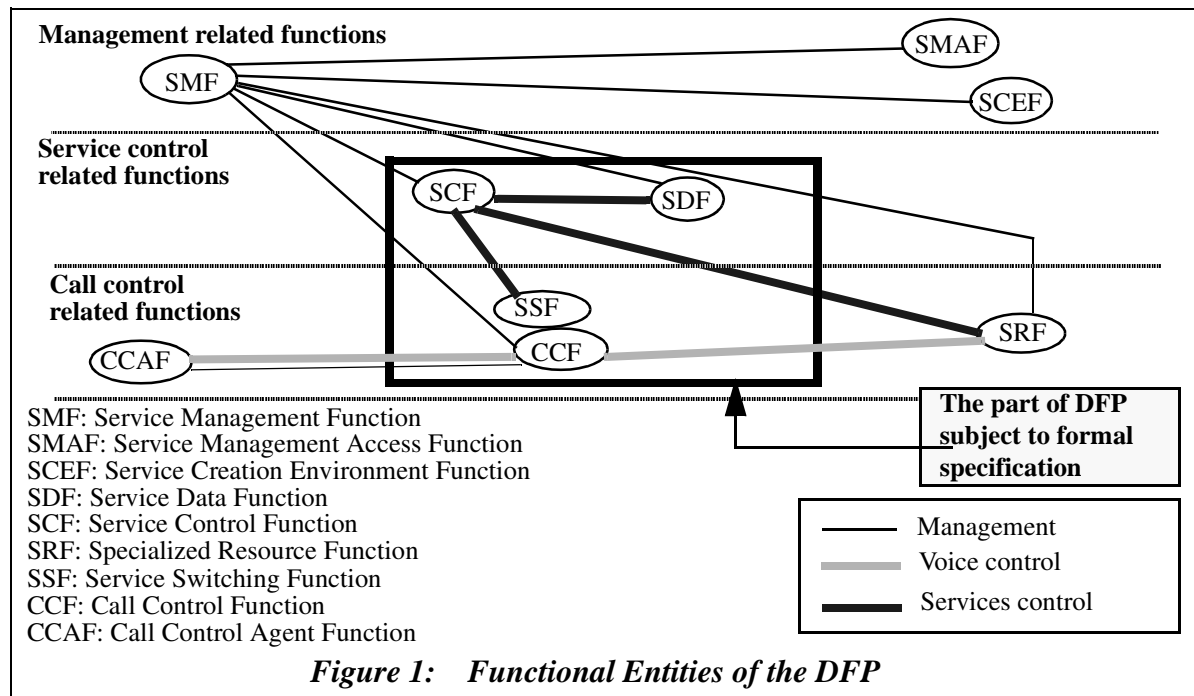 Management related functions
SMAF
SMF
SCEF
Service control
related functions
SCF
SDF
Call control
related functions
SSF
SRF
CCAF
CCF
The part of DFP
subject to formal
specification
SMF: Service Management Function
SMAF: Service Management Access Function
SCEF: Service Creation Environment Function
SDF: Service Data Function
SCF: Service Control Function
SRF: Specialized Resource Function
SSF: Service Switching Function
CCF: Call Control Function
CCAF: Call Control Agent Function
Management
Voice control
Services control
Figure 1: Functional Entities of the DFP